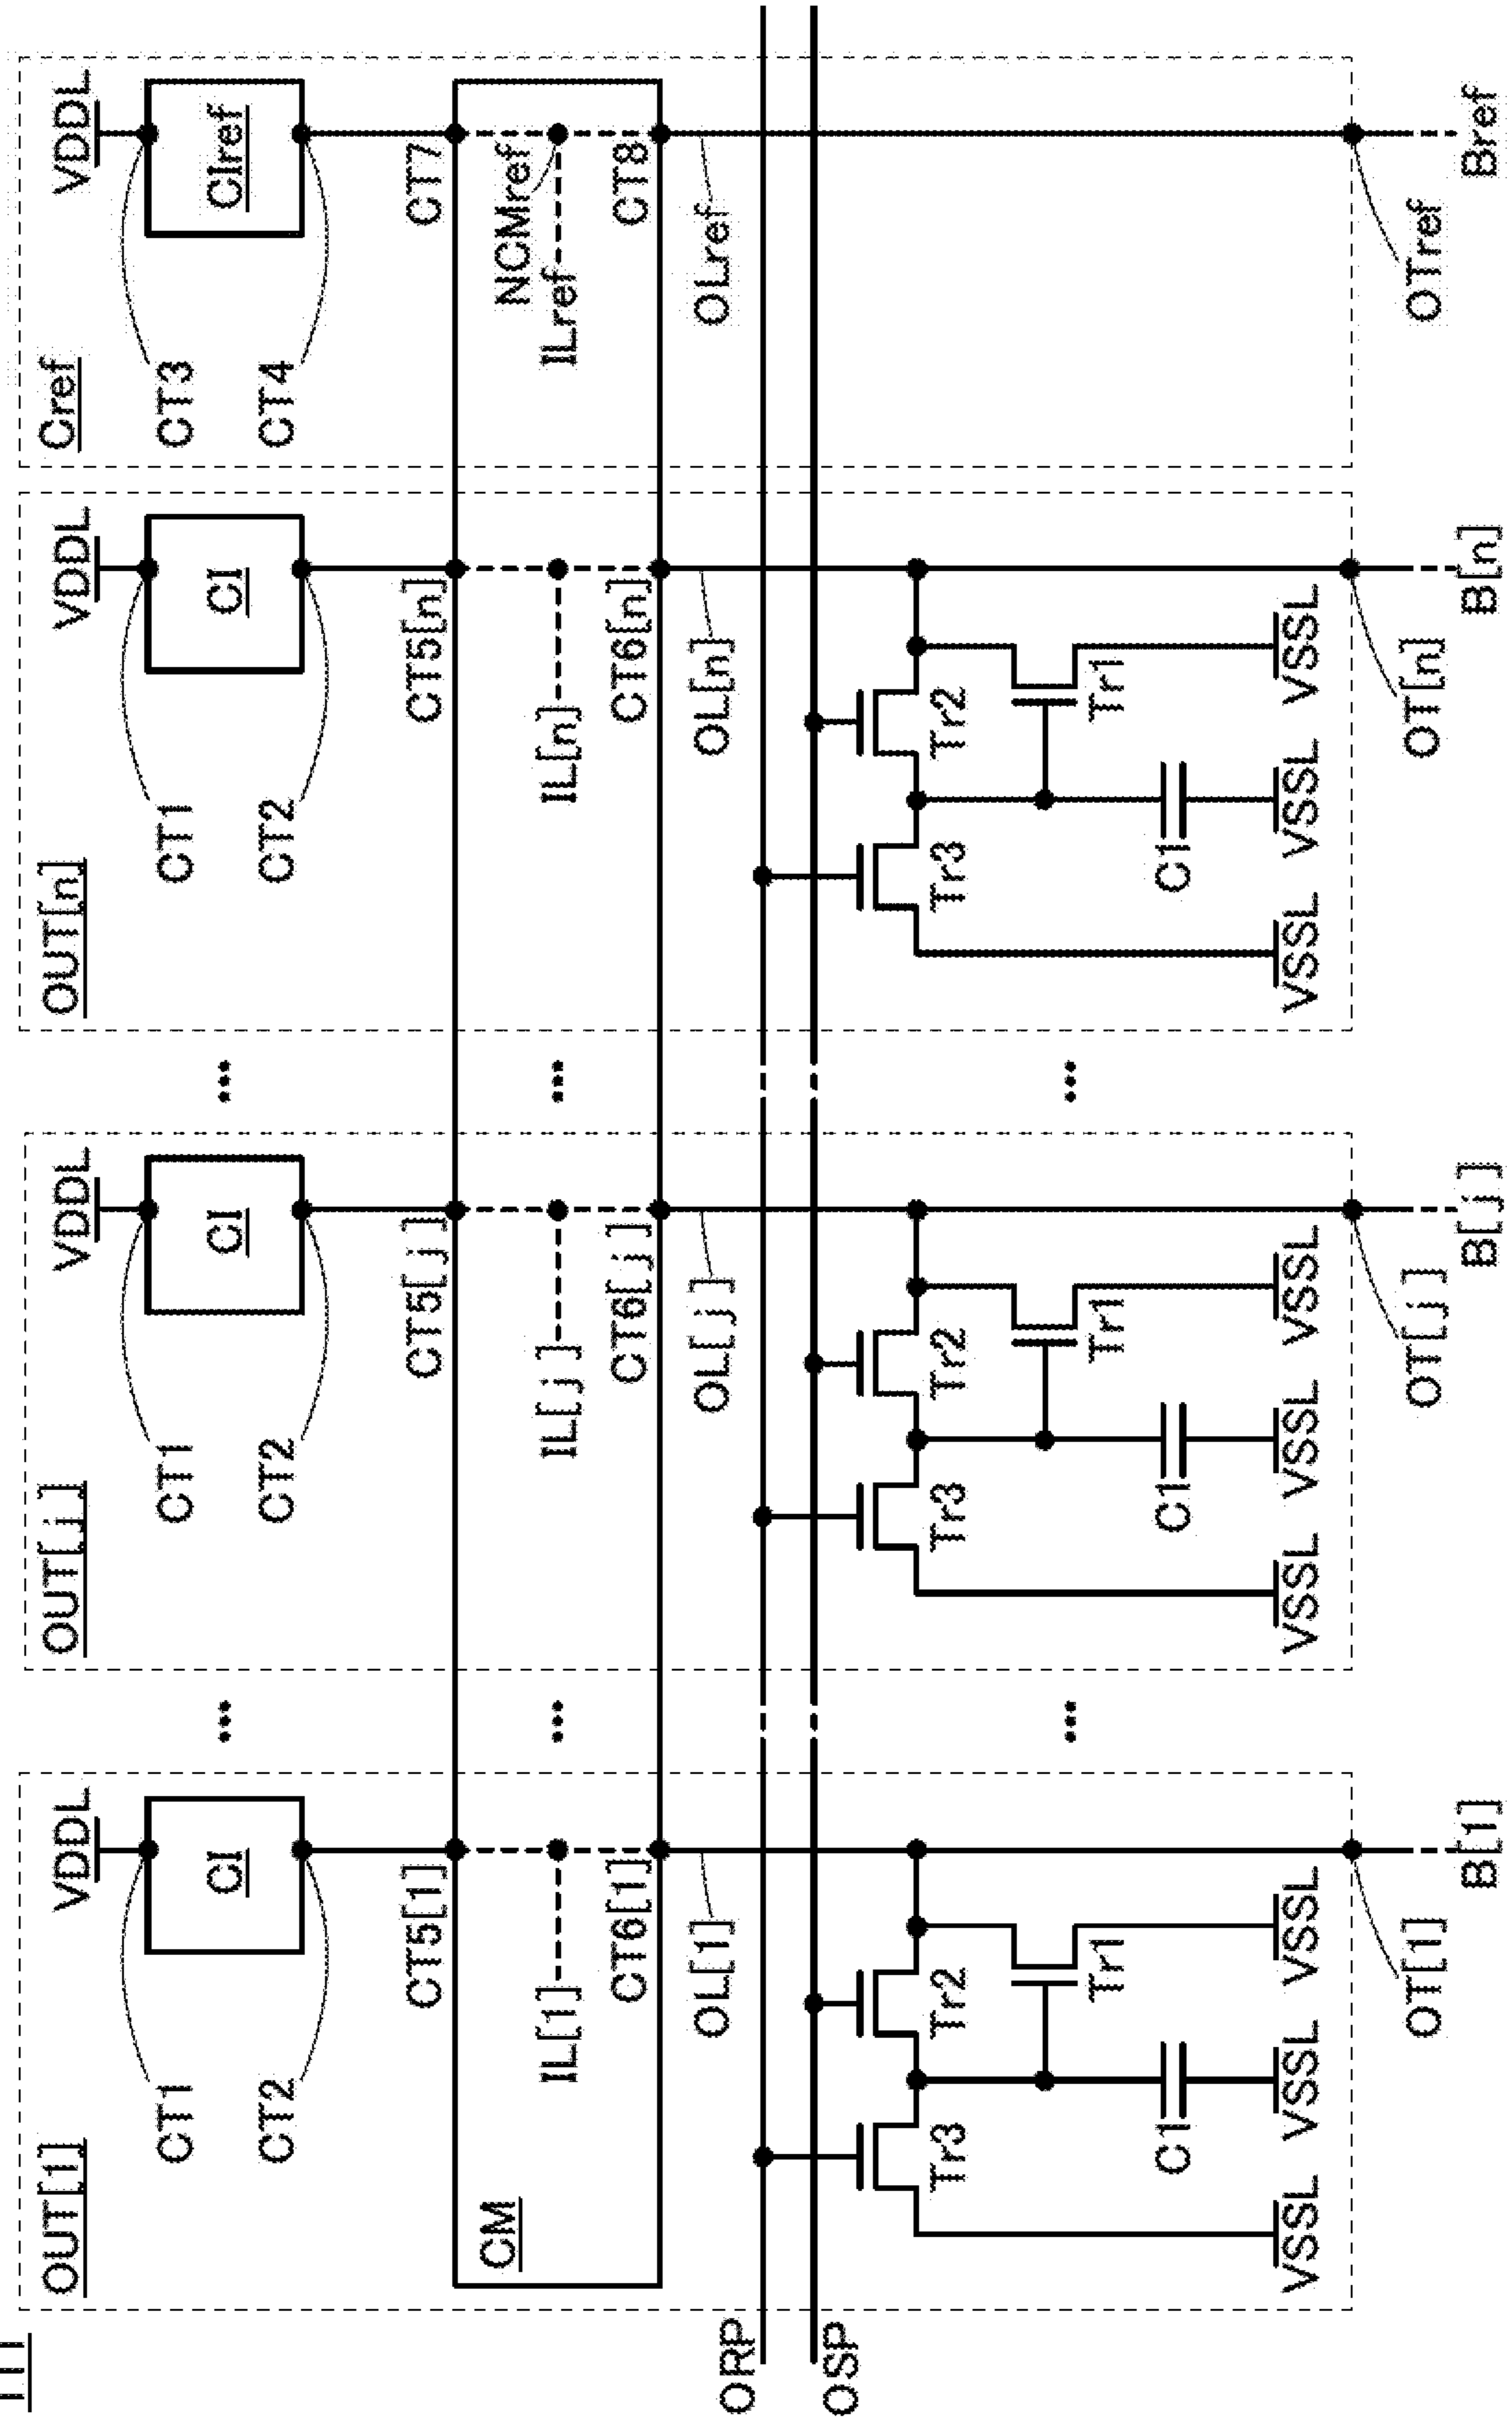 OUT[1] VDDL OUT[j] VDDL OUT[n] VDDL Cref VDDL
CT1 CT1 CT1 CT3
CI CI CI CIref
CT2 CT2 CT2 CT4
CT5[1] CT5[j] CT5[n] CT7
CM
NCMref
IL[1] IL[j] IL[n] ILref
CT6[1] CT6[j] CT6[n] CT8
OL[1] OL[j] OL[n] OLref
ORP
OSP
Tr3 Tr2 Tr3 Tr2 Tr3 Tr2
Tr1 Tr1 Tr1
C1 C1 C1
VSSL VSSL VSSL VSSL VSSL VSSL VSSL VSSL VSSL
OT[1] OT[j] OT[n] OTref
B[1] B[j] B[n] Bref